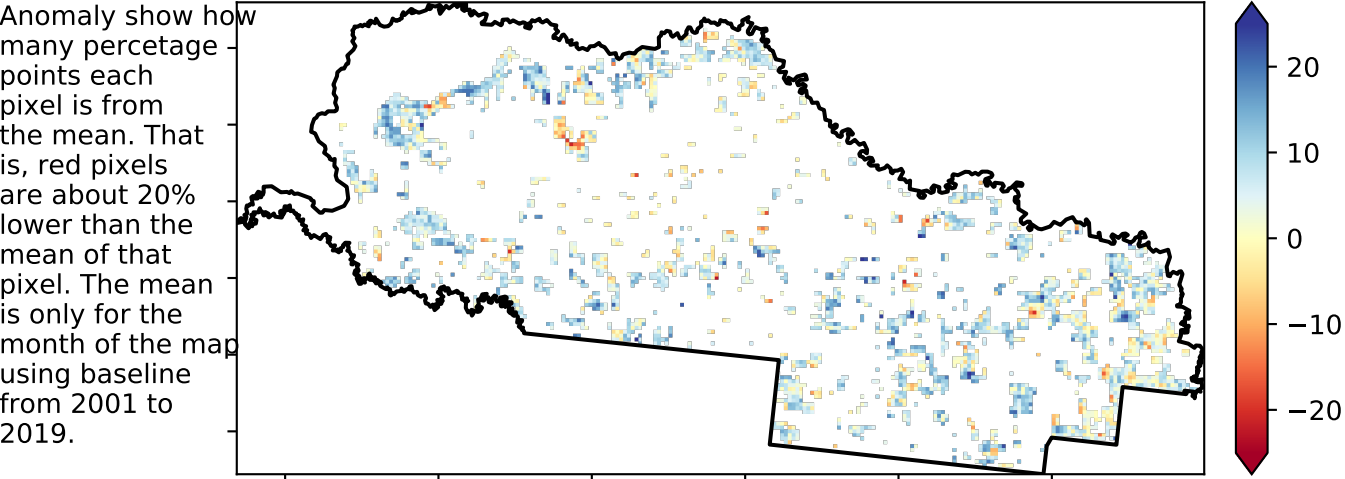 Anomaly show how
many percetage
points each
pixel is from
the mean. That
is, red pixels
are about 20%
lower than the
mean of that
pixel. The mean
is only for the
month of the map
using baseline
from 2001 to
2019.
20
10
0
−10
−20